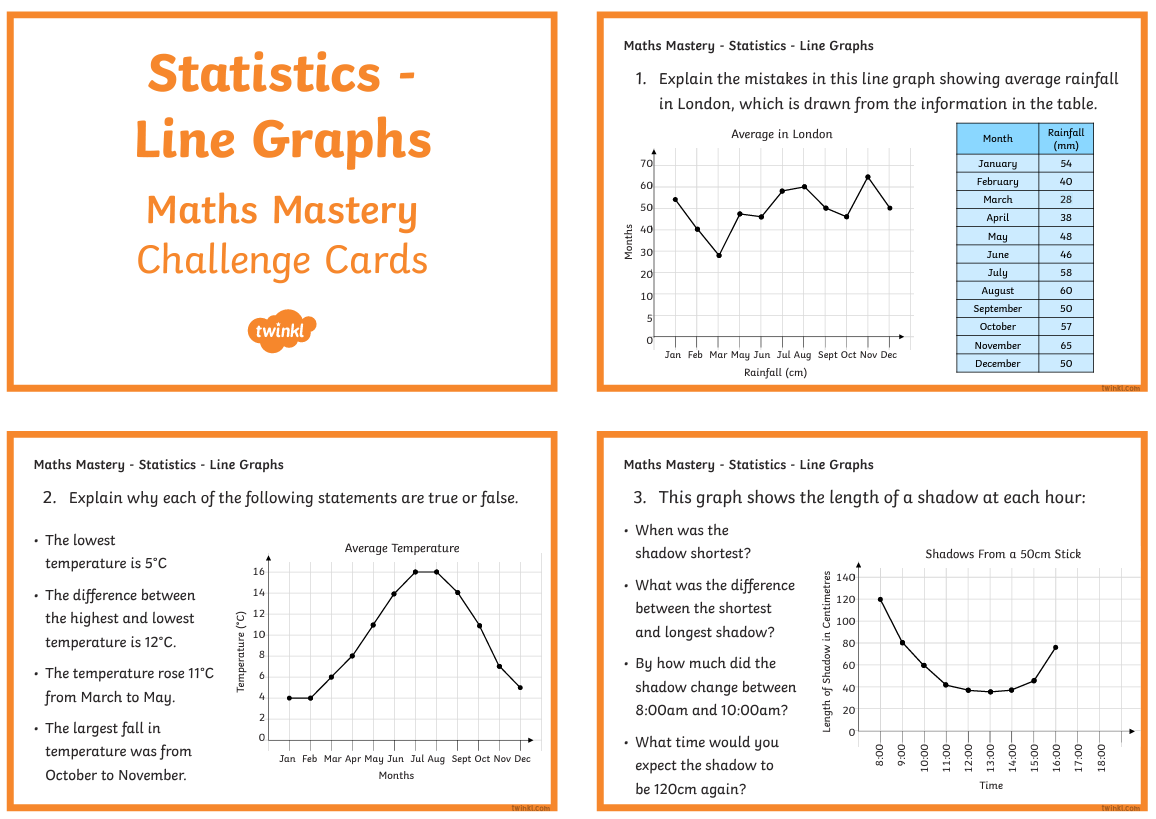 Statistics -
Line Graphs
Maths Mastery
Challenge Cards
twinkl
Maths Mastery - Statistics - Line Graphs
1. Explain the mistakes in this line graph showing average rainfall
in London, which is drawn from the information in the table.
Average in London
Months
70
60
50
40
30
20
10
5
0
Jan Feb Mar May Jun Jul Aug Sept Oct Nov Dec
Rainfall (cm)
Month Rainfall (mm)
January 54
February 40
March 28
April 38
May 48
June 46
July 58
August 60
September 50
October 57
November 65
December 50
twinkl.com
Maths Mastery - Statistics - Line Graphs
2. Explain why each of the following statements are true or false.
• The lowest
temperature is 5°C
• The difference between
the highest and lowest
temperature is 12°C.
• The temperature rose 11°C
from March to May.
• The largest fall in
temperature was from
October to November.
Average Temperature
Temperature (°C)
16
14
12
10
8
6
4
2
0
Jan Feb Mar Apr May Jun Jul Aug Sept Oct Nov Dec
Months
twinkl.com
Maths Mastery - Statistics - Line Graphs
3. This graph shows the length of a shadow at each hour:
• When was the
shadow shortest?
• What was the difference
between the shortest
and longest shadow?
• By how much did the
shadow change between
8:00am and 10:00am?
• What time would you
expect the shadow to
be 120cm again?
Shadows From a 50cm Stick
Length of Shadow in Centimetres
140
120
100
80
60
40
20
0
8:00 9:00 10:00 11:00 12:00 13:00 14:00 15:00 16:00 17:00 18:00
Time
twinkl.com